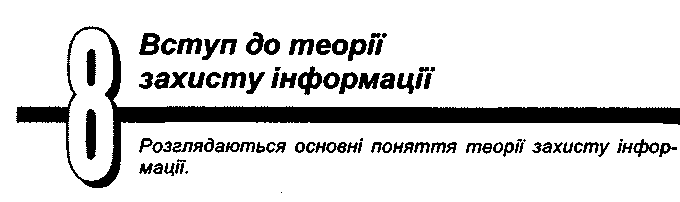 8
Вступ до теорії
захисту інформації
Розглядаються основні поняття теорії захисту інфор-
мації.